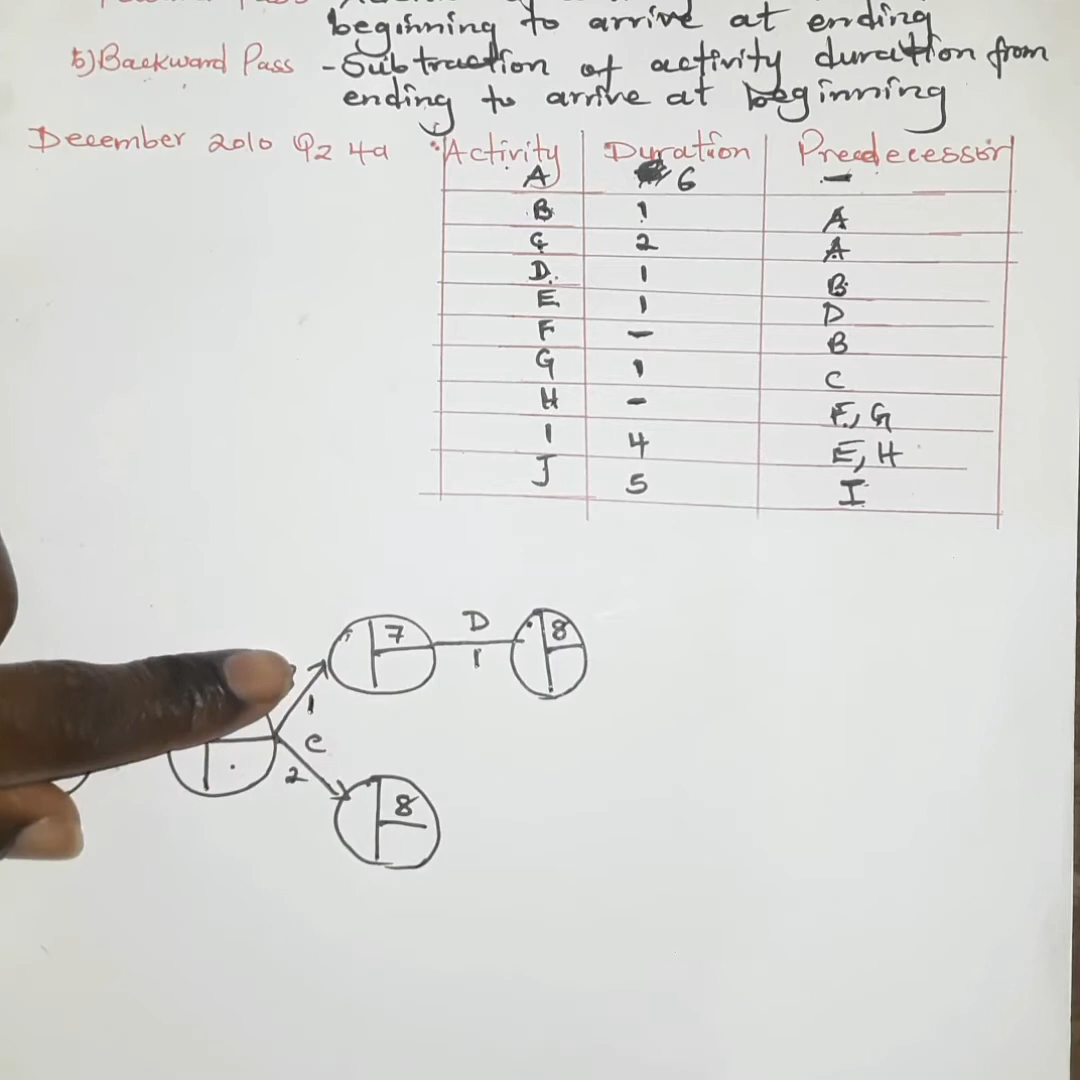 beginning to arrive at ending
b) Backward Pass - Subtraction of activity duration from
ending to arrive at beginning
December 2010 Qz 4a
Activity Duration Predecessor
A 6 -
B 1 A
C 2 A
D 1 B
E 1 D
F - B
G 1 C
H - F, G
I 4 E, H
J 5 I
7 D 8
1
1
C
2
8